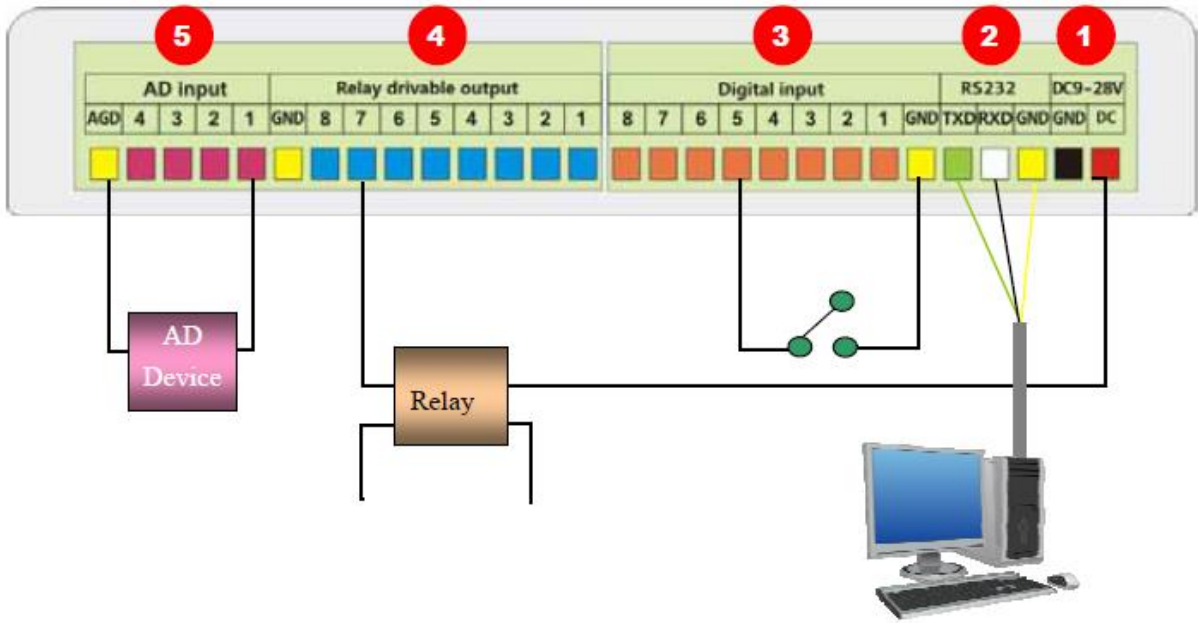 5 4 3 2 1
AD input Relay drivable output Digital input RS232 DC9-28V
AGD 4 3 2 1 GND 8 7 6 5 4 3 2 1 8 7 6 5 4 3 2 1 GND TXD RXD GND GND DC
AD
Device
Relay